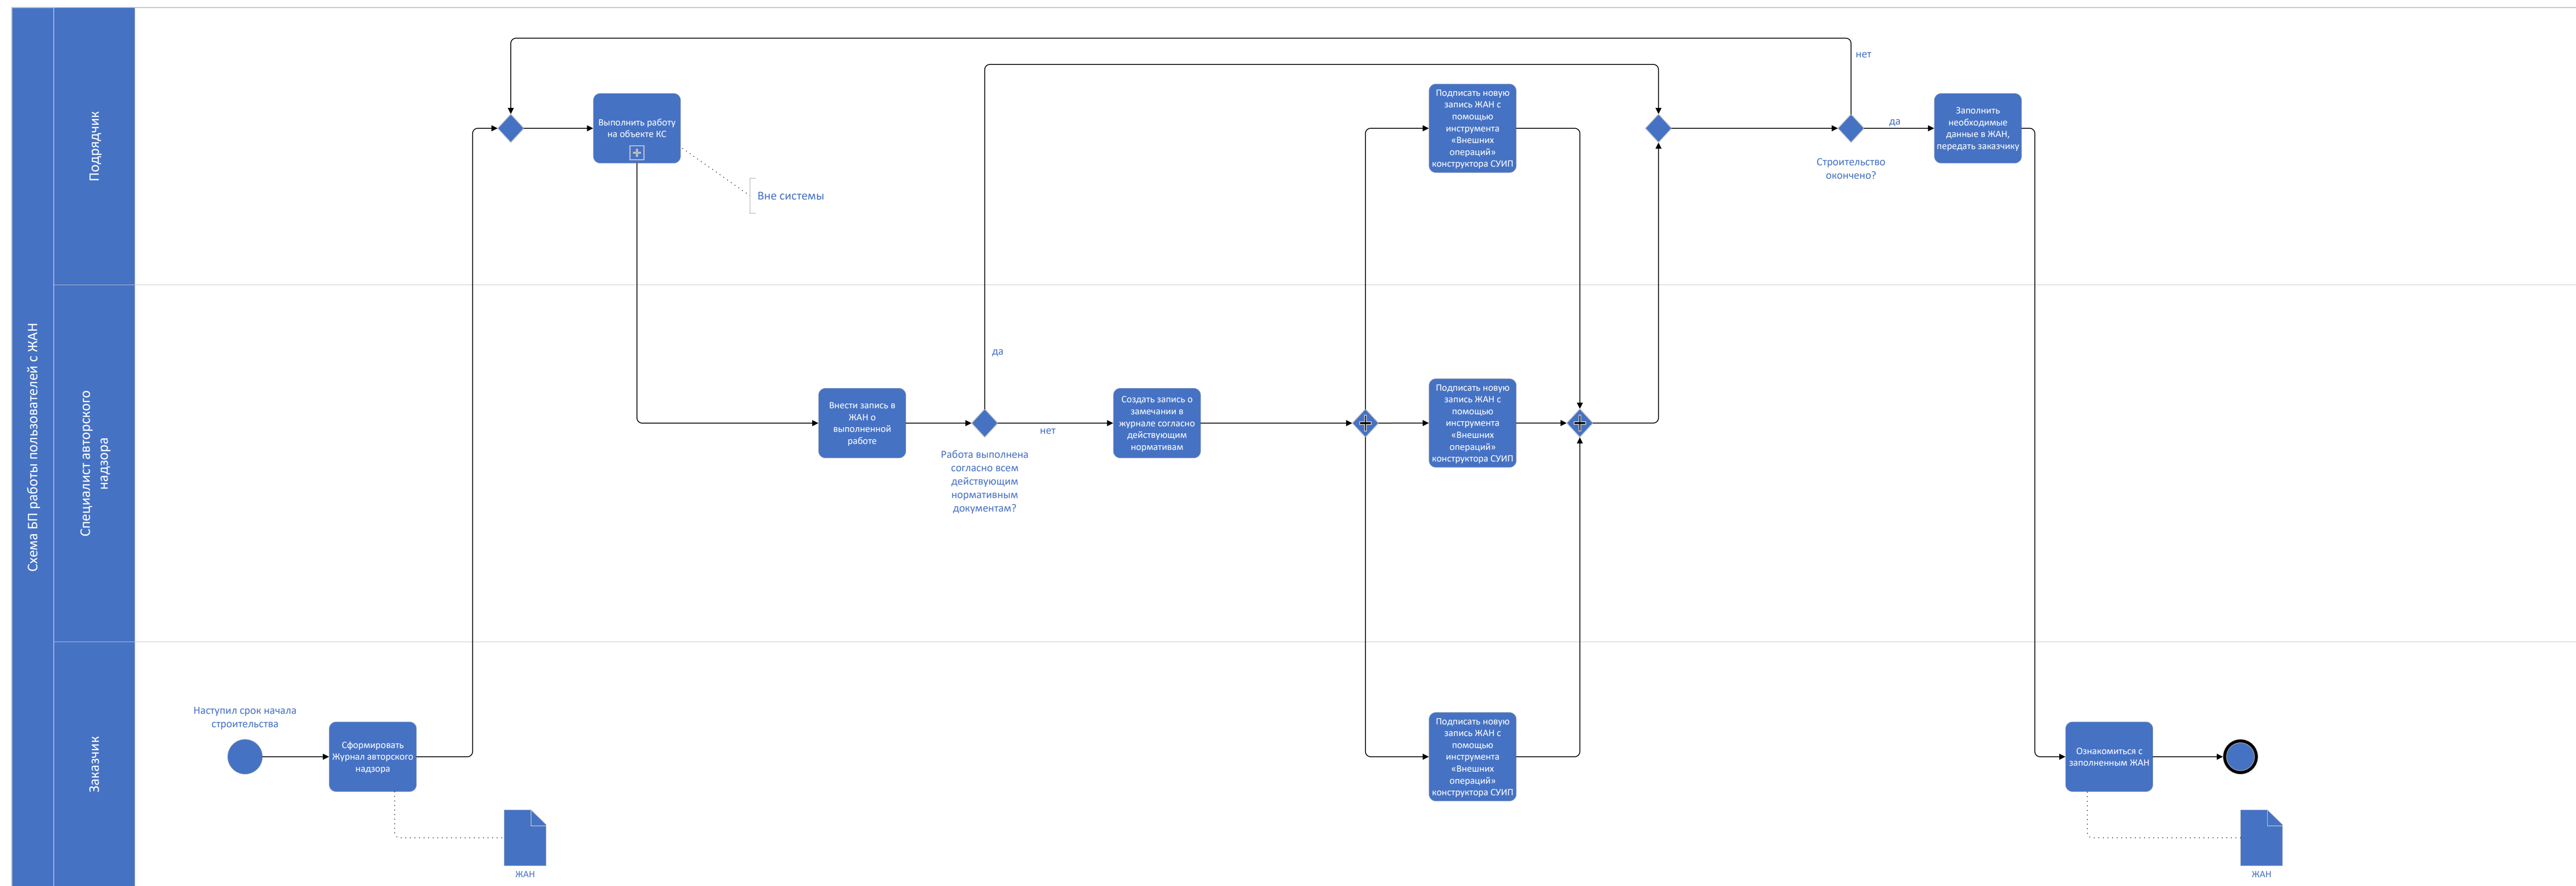 Схема БП работы пользователей с ЖАН
Подрядчик
нет
Выполнить работу
на объекте КС
Вне системы
Подписать новую
запись ЖАН с
помощью
инструмента
«Внешних
операций»
конструктора СУИП
Строительство
окончено?
да
Заполнить
необходимые
данные в ЖАН,
передать заказчику
Специалист авторского
надзора
Внести запись в
ЖАН о
выполненной
работе
да
Работа выполнена
согласно всем
действующим
нормативным
документам?
нет
Создать запись о
замечании в
журнале согласно
действующим
нормативам
Подписать новую
запись ЖАН с
помощью
инструмента
«Внешних
операций»
конструктора СУИП
Заказчик
Наступил срок начала
строительства
Сформировать
Журнал авторского
надзора
ЖАН
Подписать новую
запись ЖАН с
помощью
инструмента
«Внешних
операций»
конструктора СУИП
Ознакомиться с
заполненным ЖАН
ЖАН